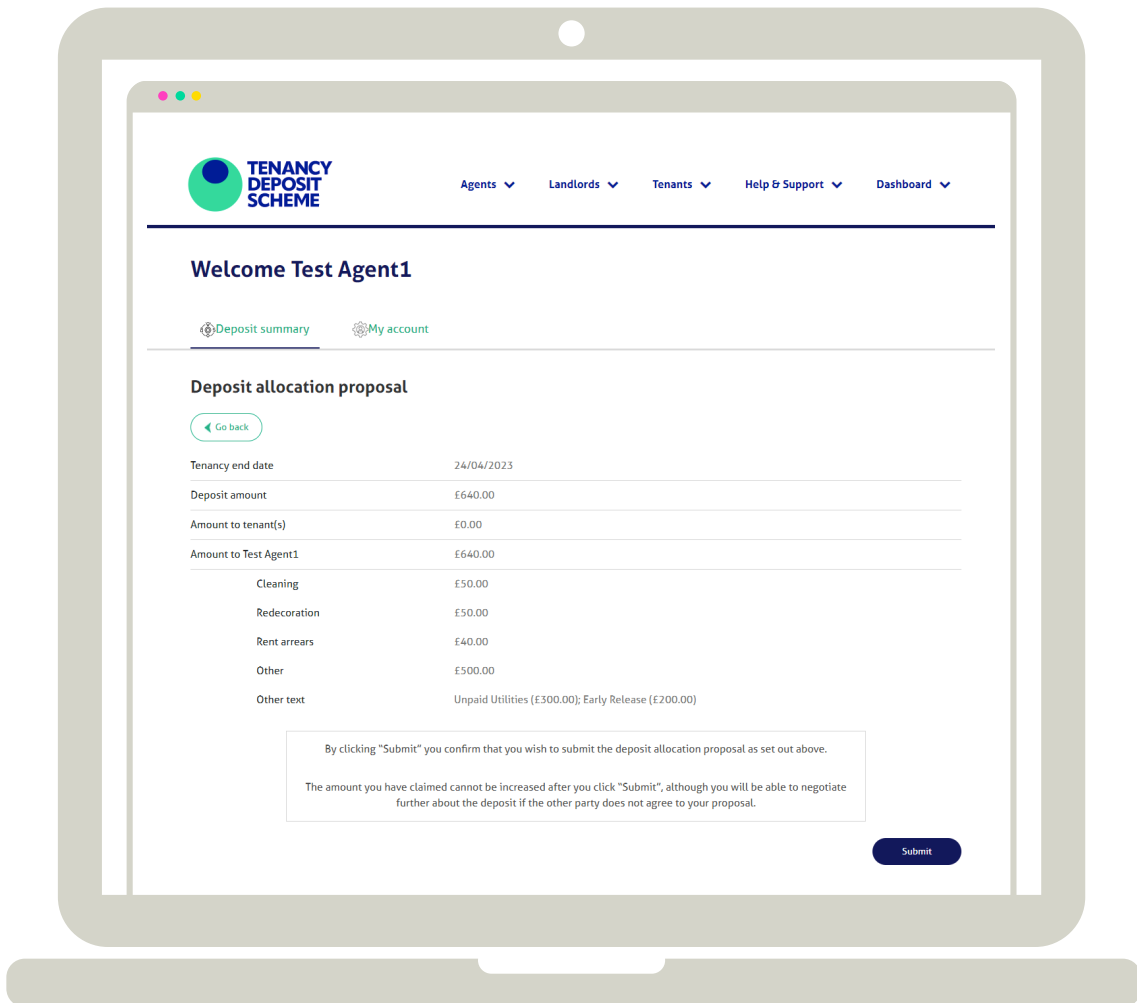 TENANCY
DEPOSIT
SCHEME
Agents Landlords Tenants Help & Support Dashboard
Welcome Test Agent1
Deposit summary My account
Deposit allocation proposal
Go back
Tenancy end date 24/04/2023
Deposit amount £640.00
Amount to tenant(s) £0.00
Amount to Test Agent1 £640.00
Cleaning £50.00
Redecoration £50.00
Rent arrears £40.00
Other £500.00
Other text Unpaid Utilities (£300.00); Early Release (£200.00)
By clicking "Submit" you confirm that you wish to submit the deposit allocation proposal as set out above.
The amount you have claimed cannot be increased after you click "Submit", although you will be able to negotiate
further about the deposit if the other party does not agree to your proposal.
Submit